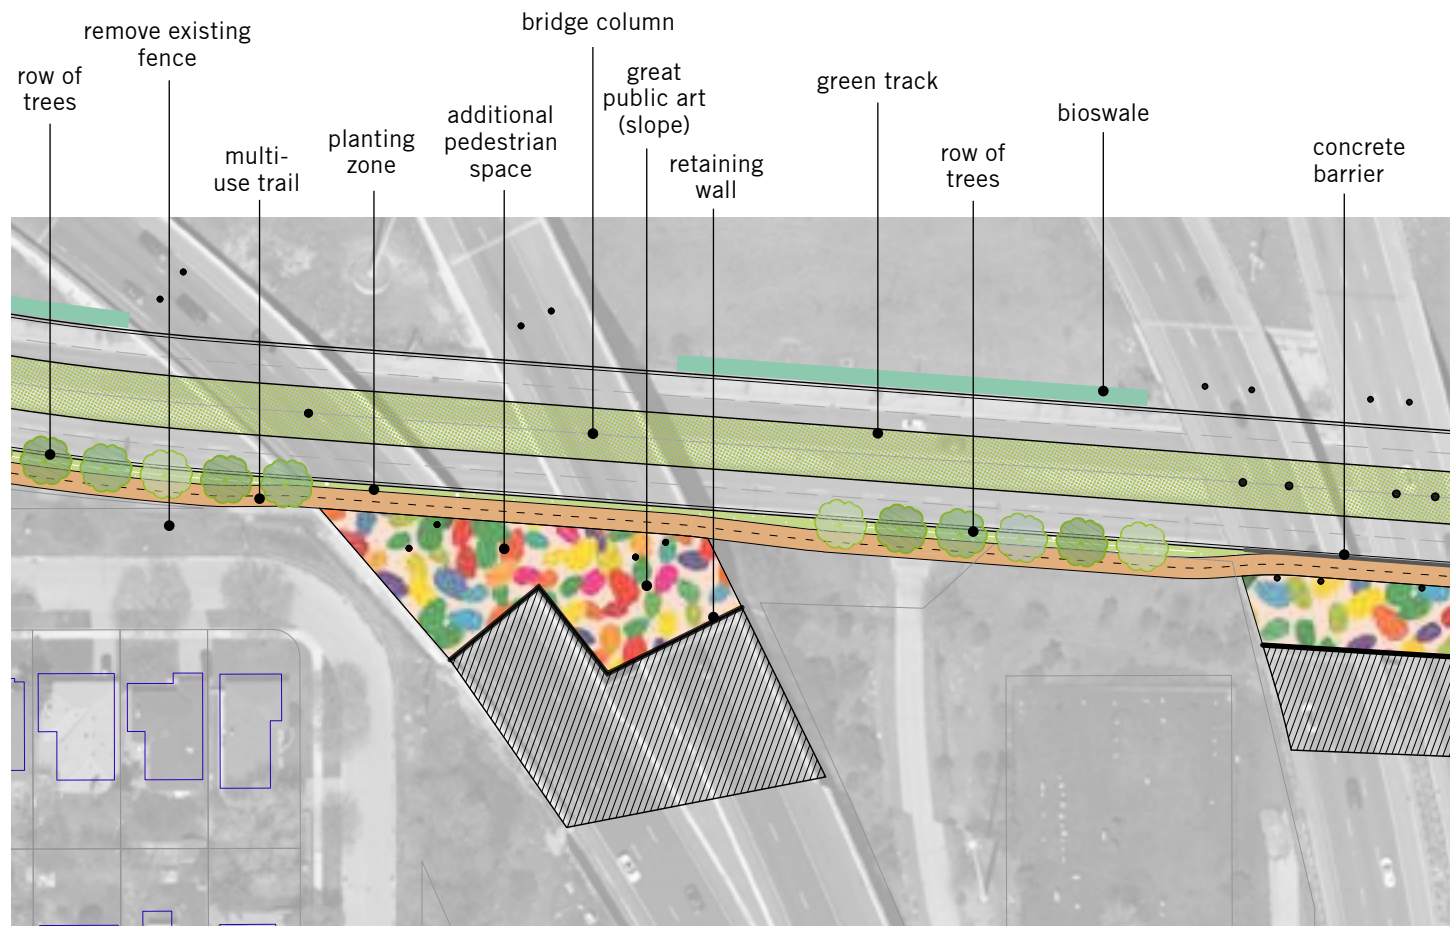 row of
trees
remove existing
fence
multi-
use trail
planting
zone
additional
pedestrian
space
bridge column
great
public art
(slope)
retaining
wall
green track
row of
trees
bioswale
concrete
barrier